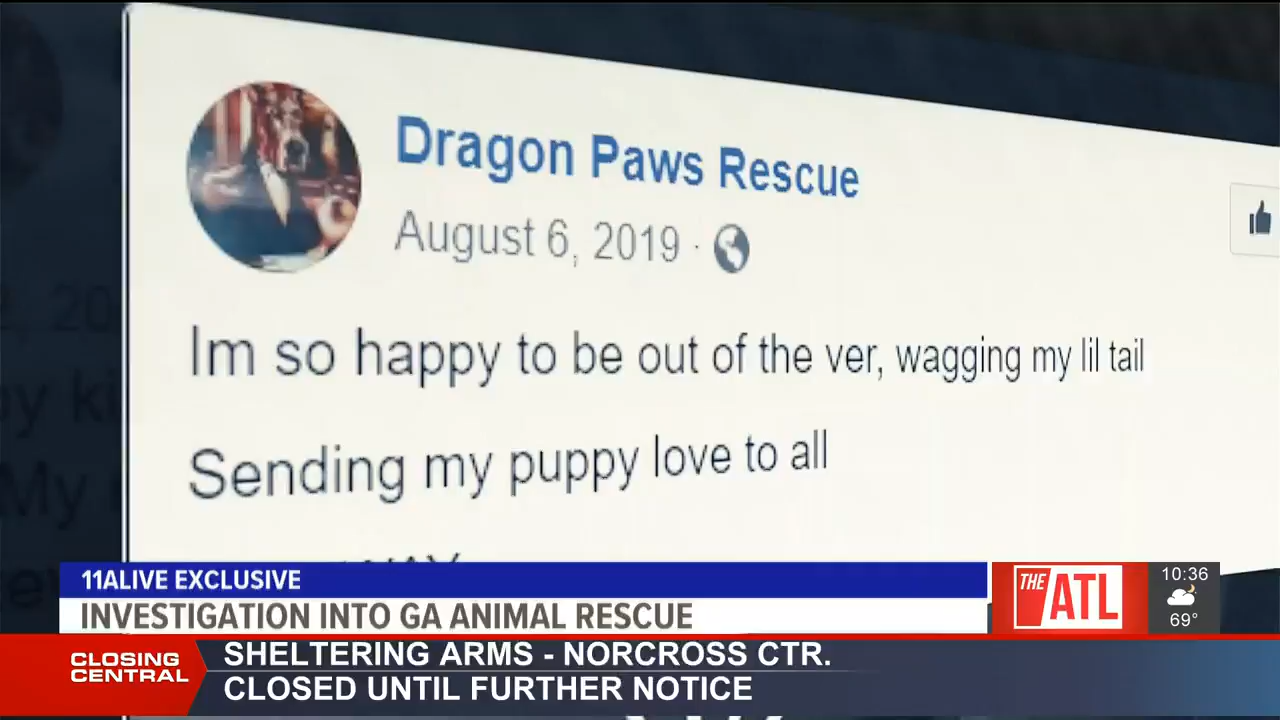 Dragon Paws Rescue
August 6, 2019
Im so happy to be out of the ver, wagging my lil tail
Sending my puppy love to all
11ALIVE EXCLUSIVE
INVESTIGATION INTO GA ANIMAL RESCUE
THE ATL
10:36
69°
CLOSING CENTRAL
SHELTERING ARMS - NORCROSS CTR.
CLOSED UNTIL FURTHER NOTICE